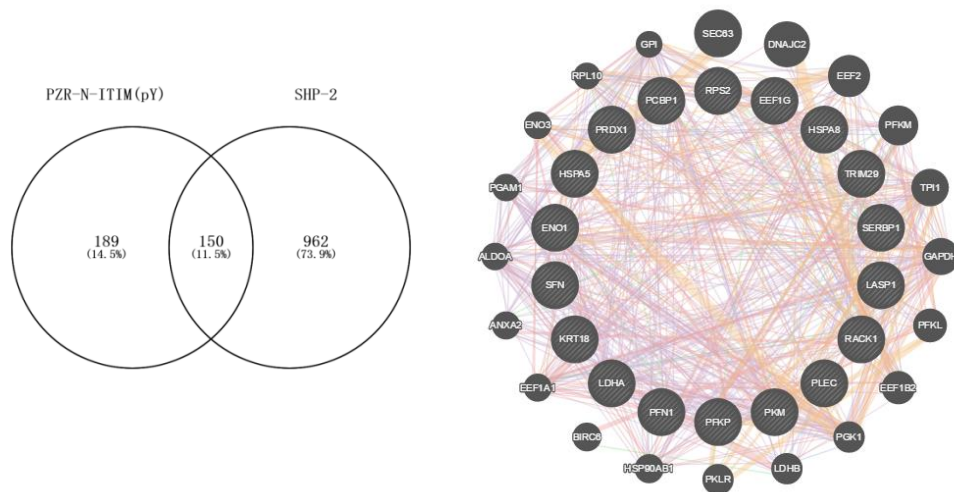 PZR-N-ITIM(pY)
SHP-2
189
(14.5%)
150
(11.5%)
962
(73.9%)
SEC63
DNAJC2
GPI
EEF2
RPL10
RPS2
PCBP1
EEF1G
PFKM
ENO3
PRDX1
HSPA8
TRIM29
HSPA5
PGAM1
TPI1
ENO1
SERBP1
ALDOA
GAPDH
SFN
LASP1
ANXA2
PFKL
KRT18
RACK1
LDHA
PLEC
EEF1A1
EEF1B2
PFN1
PKM
PFKP
BIRC6
PGK1
HSP90AB1
LDHB
PKLR